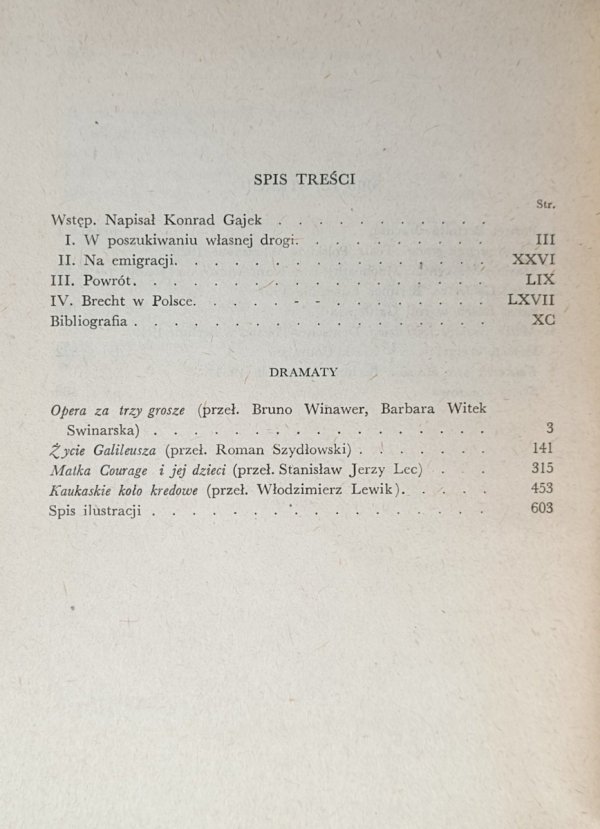 SPIS TREŚCI
Str.
Wstęp. Napisał Konrad Gajek . . . . . . . . . . .
I. W poszukiwaniu własnej drogi. . . . . . . . . . III
II. Na emigracji. . . . . . . . . . . . . . . . XXVI
III. Powrót. . . . . . . . . . . . . . . . . . LIX
IV. Brecht w Polsce. . . . . - - . . . . . . . . LXVII
Bibliografia . . . . . . . . . . . . . . . . . . XC
DRAMATY
Opera za trzy grosze (przeł. Bruno Winawer, Barbara Witek
Swinarska) . . . . . . . . . . . . . . . . . 3
Życie Galileusza (przeł. Roman Szydłowski) . . . . . . . 141
Matka Courage i jej dzieci (przeł. Stanisław Jerzy Lec) . . . 315
Kaukaskie koło kredowe (przeł. Włodzimierz Lewik). . . . . 453
Spis ilustracji . . . . . . . . . . . . . . . . . 603